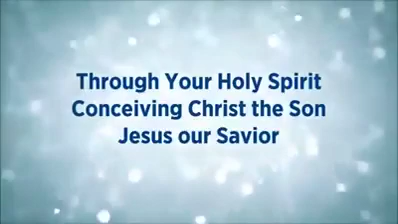 Through Your Holy Spirit
Conceiving Christ the Son
Jesus our Savior